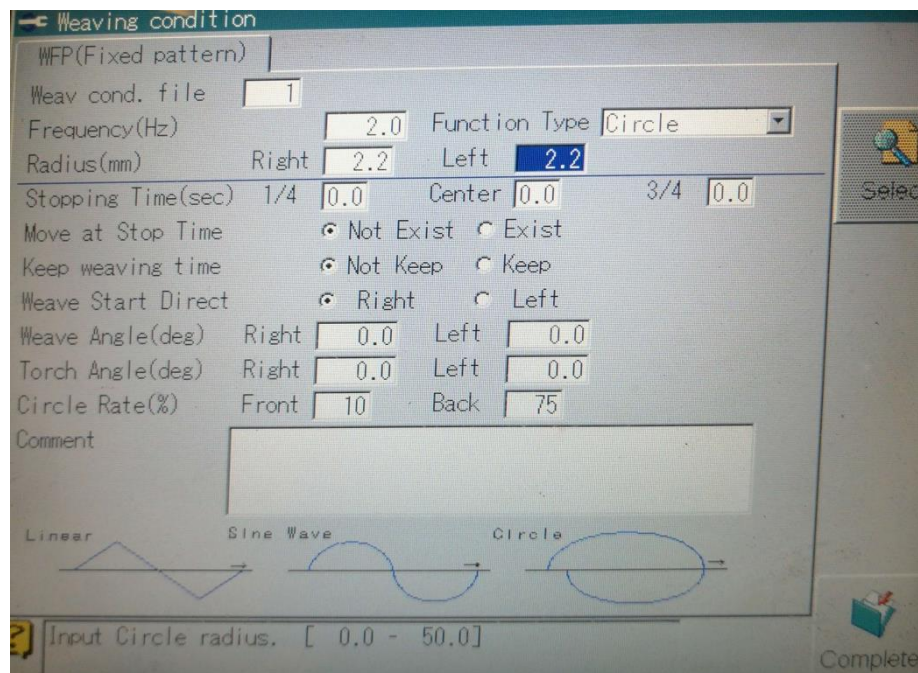 Weaving condition
WFP(Fixed pattern)
Weav cond. file 1
Frequency(Hz) 2.0 Function Type Circle
Radius(mm) Right 2.2 Left 2.2
Stopping Time(sec) 1/4 0.0 Center 0.0 3/4 0.0
Move at Stop Time Not Exist Exist
Keep weaving time Not Keep Keep
Weave Start Direct Right Left
Weave Angle(deg) Right 0.0 Left 0.0
Torch Angle(deg) Right 0.0 Left 0.0
Circle Rate(%) Front 10 Back 75
Comment
Linear Sine Wave Circle
Input Circle radius. [ 0.0 - 50.0]
Selec
Complete